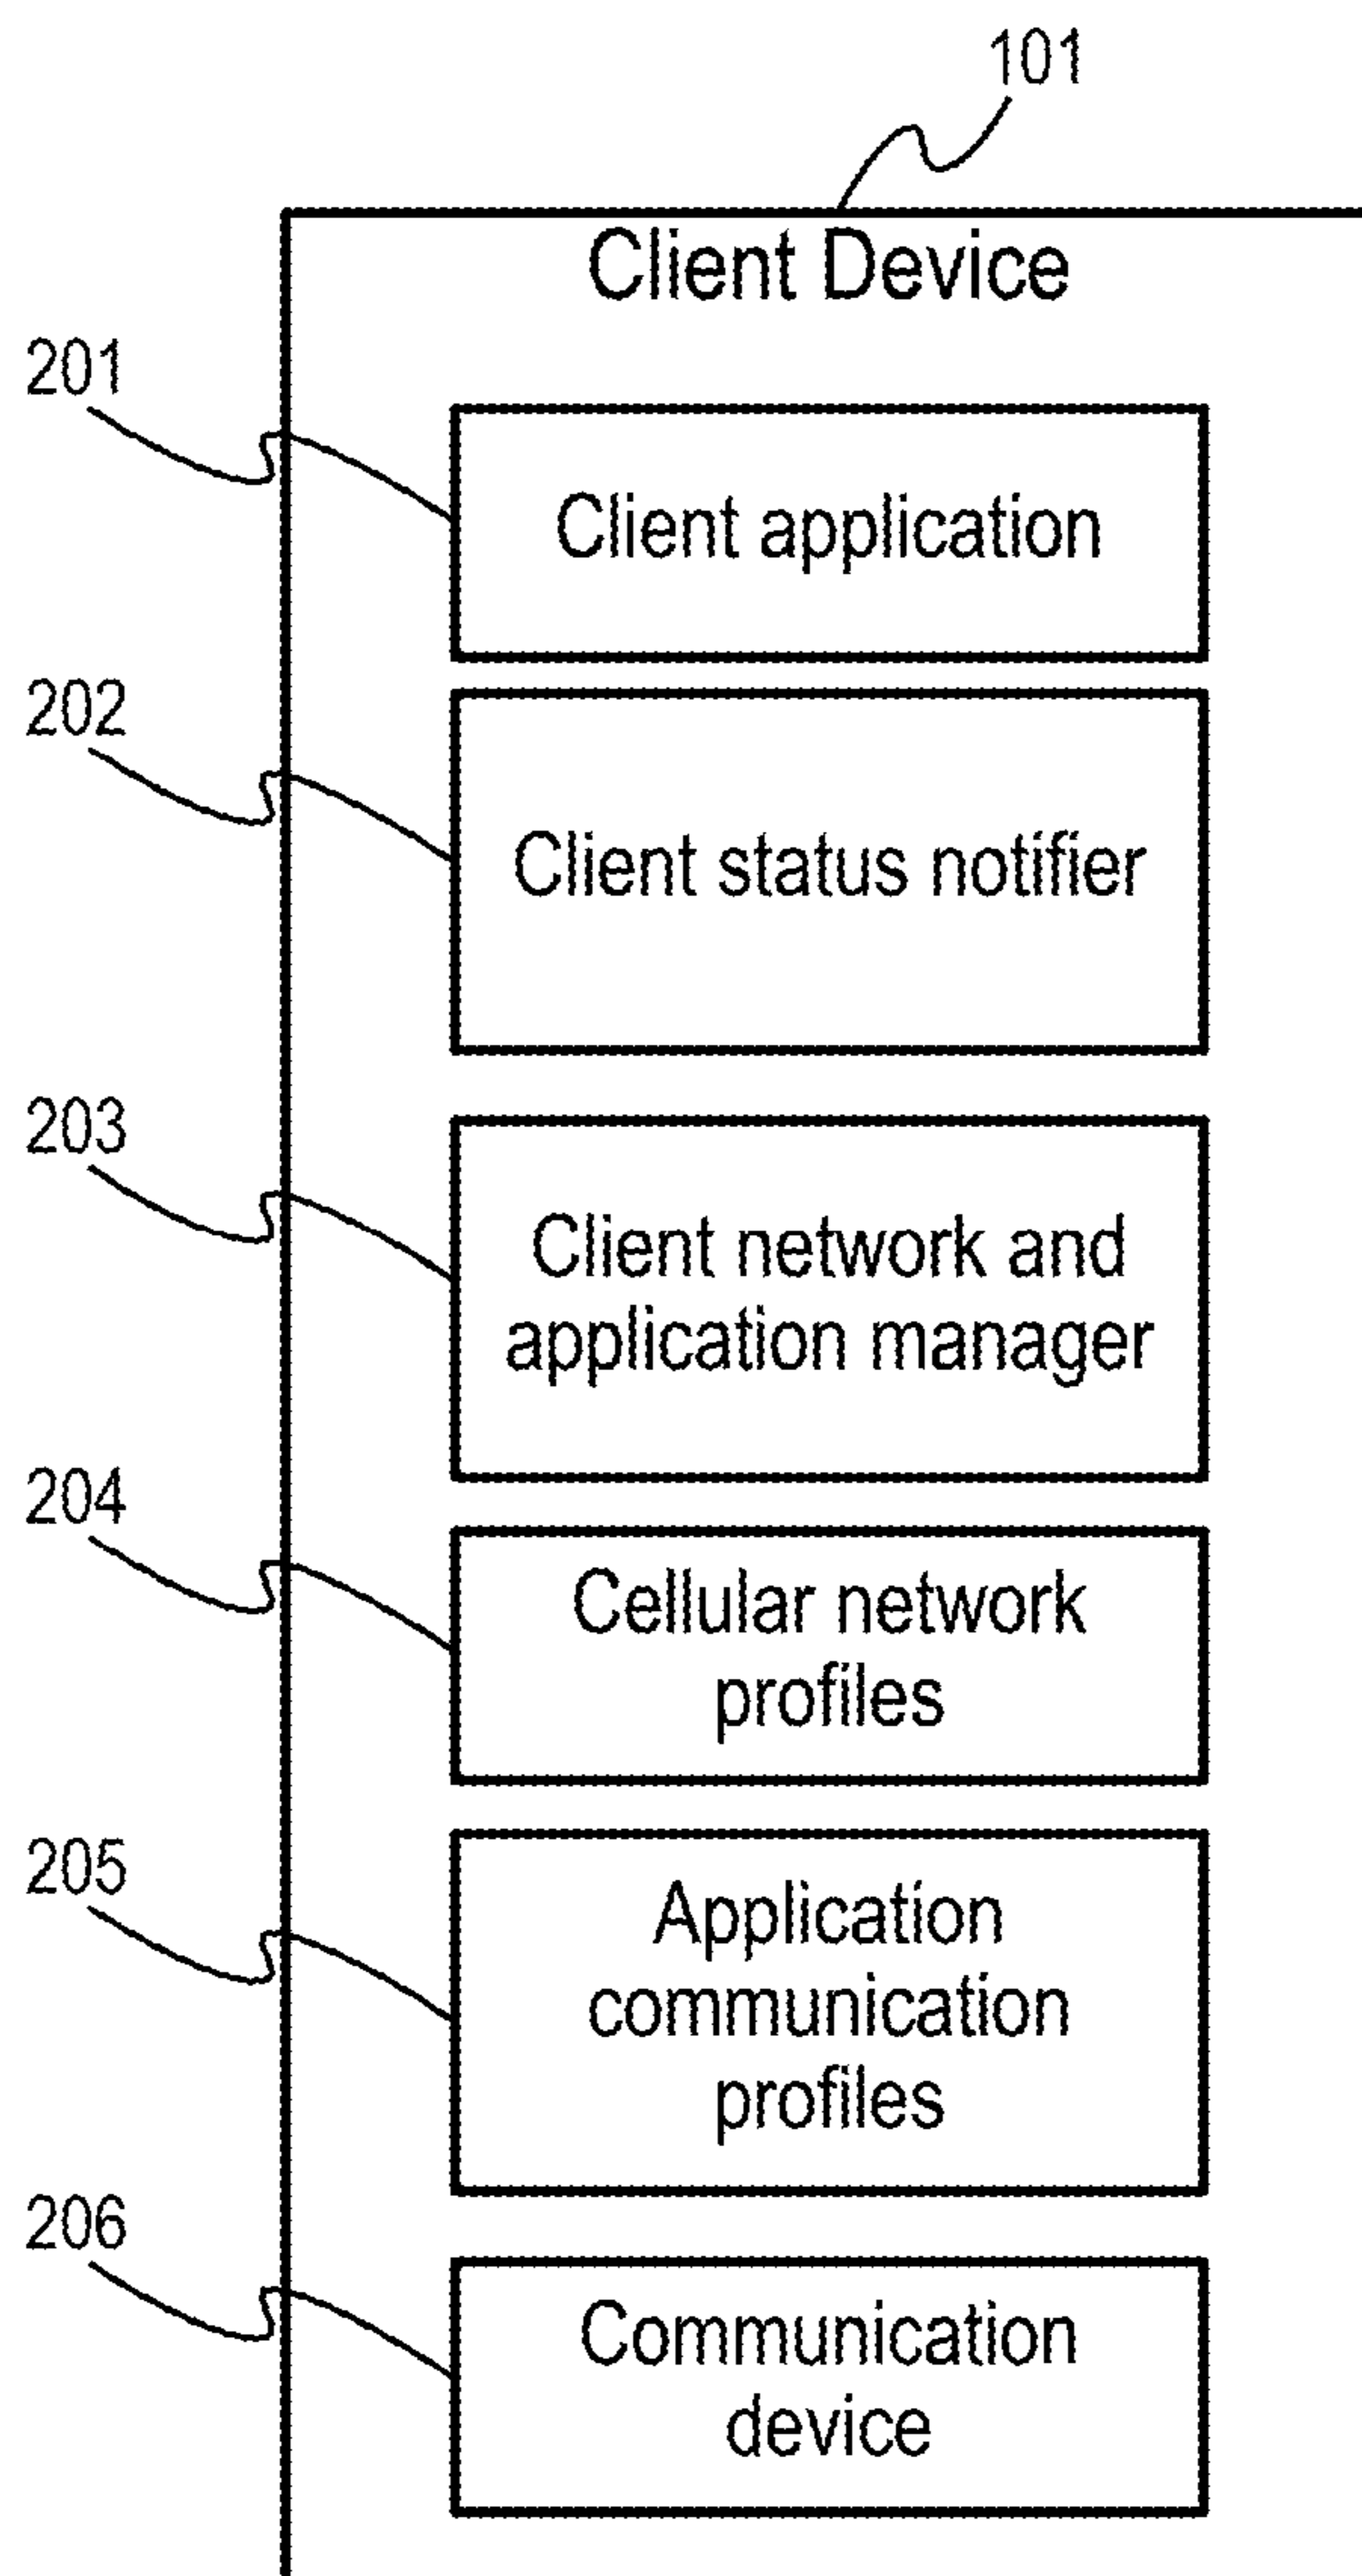 101
Client Device
201
Client application
202
Client status notifier
203
Client network and
application manager
204
Cellular network
profiles
205
Application
communication
profiles
206
Communication
device